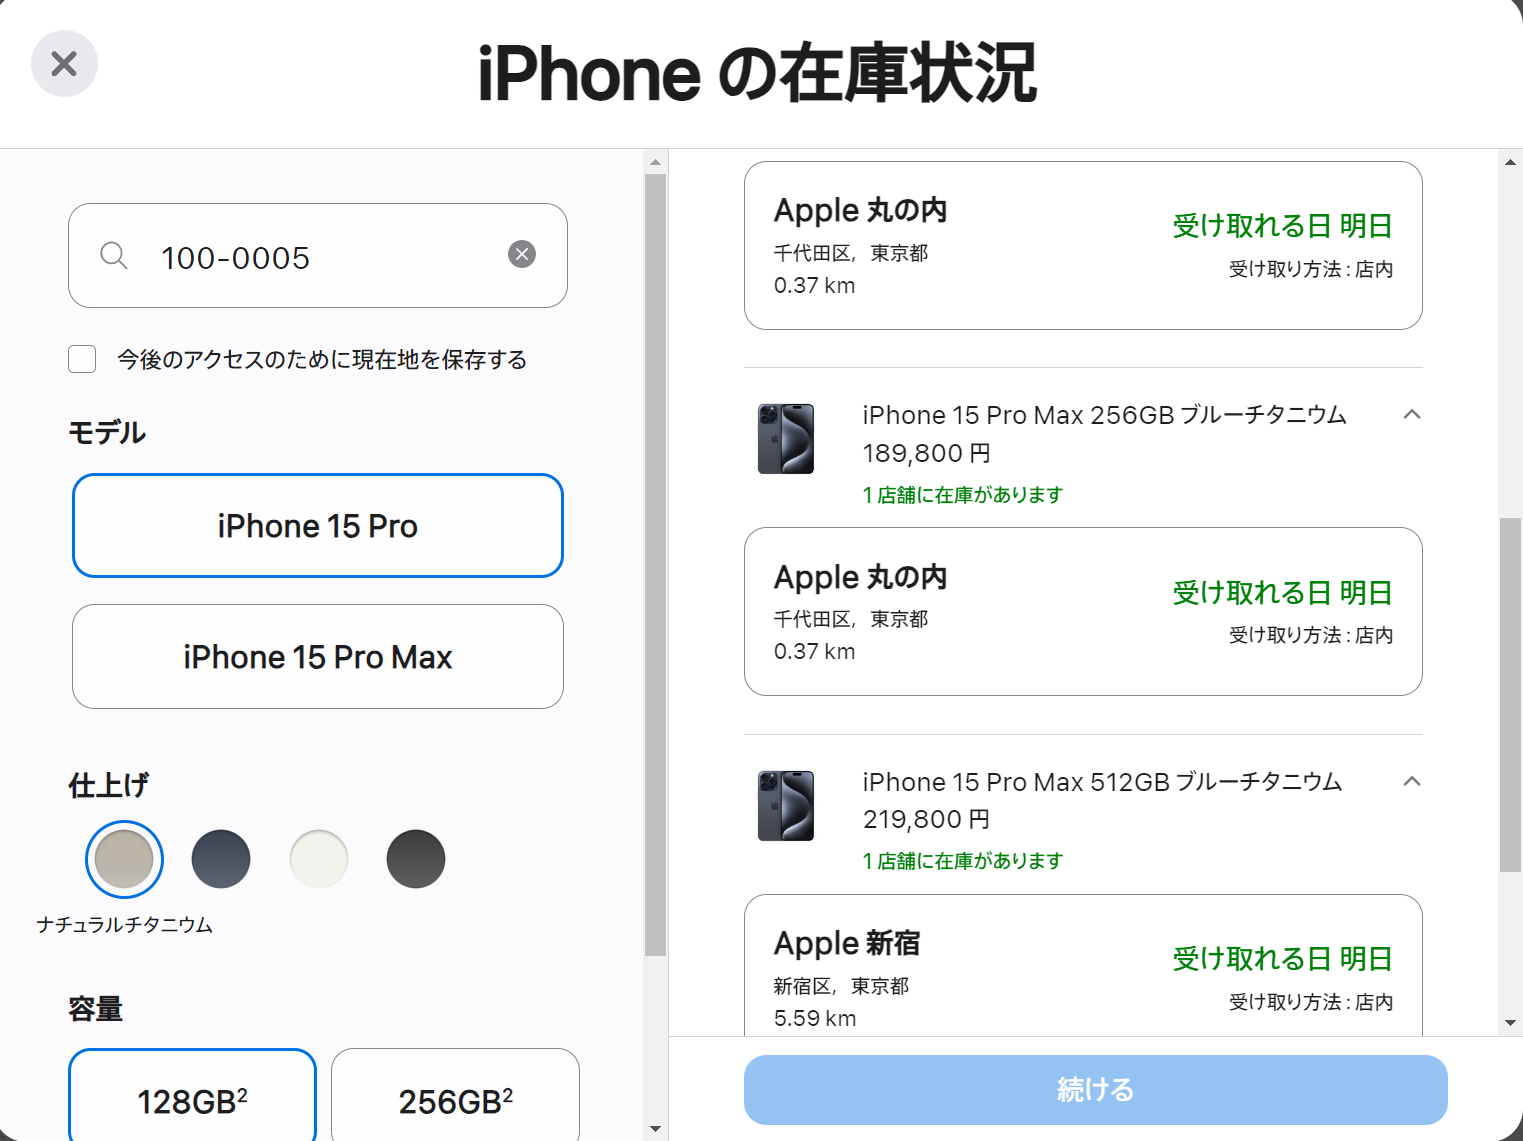 iPhone の在庫状況
100-0005
今後のアクセスのために現在地を保存する
モデル
iPhone 15 Pro
iPhone 15 Pro Max
仕上げ
ナチュラルチタニウム
容量
128GB²
256GB²
Apple 丸の内
千代田区, 東京都
0.37 km
受け取れる日 明日
受け取り方法 : 店内
iPhone 15 Pro Max 256GB ブルーチタニウム
189,800 円
1 店舗に在庫があります
Apple 丸の内
千代田区, 東京都
0.37 km
受け取れる日 明日
受け取り方法 : 店内
iPhone 15 Pro Max 512GB ブルーチタニウム
219,800 円
1 店舗に在庫があります
Apple 新宿
新宿区, 東京都
5.59 km
受け取れる日 明日
受け取り方法 : 店内
続ける